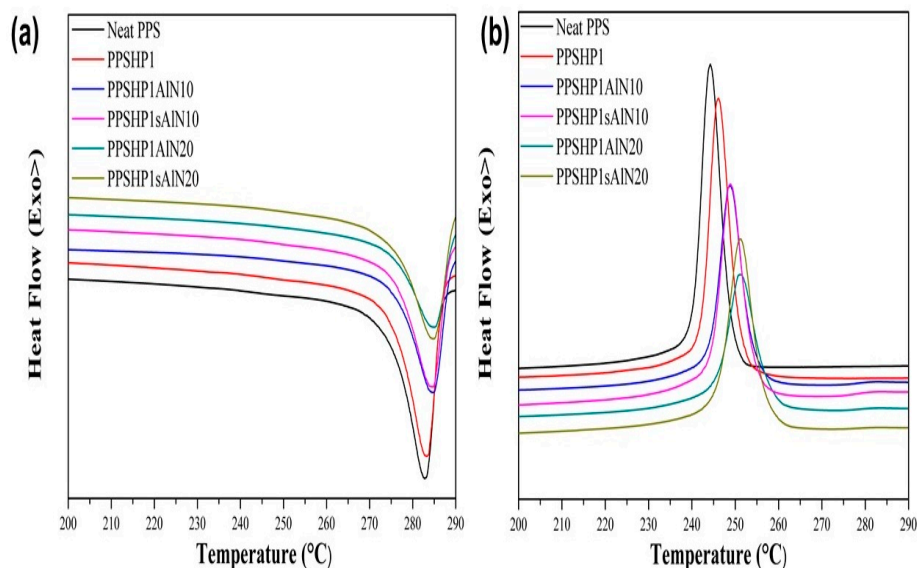 (a)
Neat PPS
PPSHP1
PPSHP1AlN10
PPSHP1sAlN10
PPSHP1AlN20
PPSHP1sAlN20
Heat Flow (Exo>)
200 210 220 230 240 250 260 270 280 290
Temperature (°C)
(b)
Neat PPS
PPSHP1
PPSHP1AlN10
PPSHP1sAlN10
PPSHP1AlN20
PPSHP1sAlN20
Heat Flow (Exo>)
200 210 220 230 240 250 260 270 280 290
Temperature (°C)